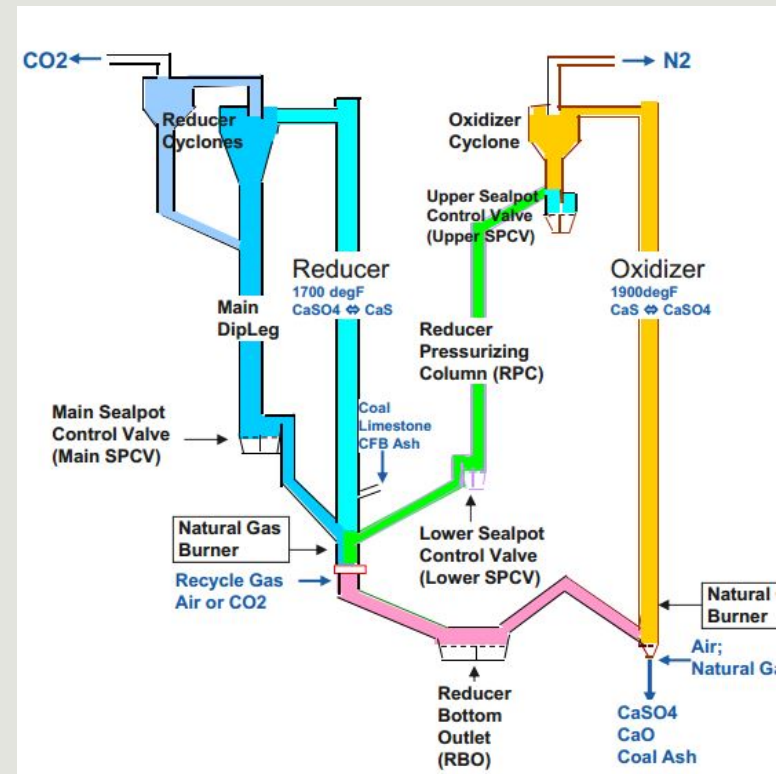 CO2
N2
Reducer
Cyclones
Oxidizer
Cyclone
Upper Sealpot
Control Valve
(Upper SPCV)
Reducer
1700 degF
CaSO4 ⇔ CaS
Oxidizer
1900degF
CaS ⇔ CaSO4
Main
DipLeg
Reducer
Pressurizing
Column (RPC)
Main Sealpot
Control Valve
(Main SPCV)
Coal
Limestone
CFB Ash
Natural Gas
Burner
Lower Sealpot
Control Valve
(Lower SPCV)
Recycle Gas
Air or CO2
Natural
Burner
Air;
Natural Ga
Reducer
Bottom
Outlet
(RBO)
CaSO4
CaO
Coal Ash